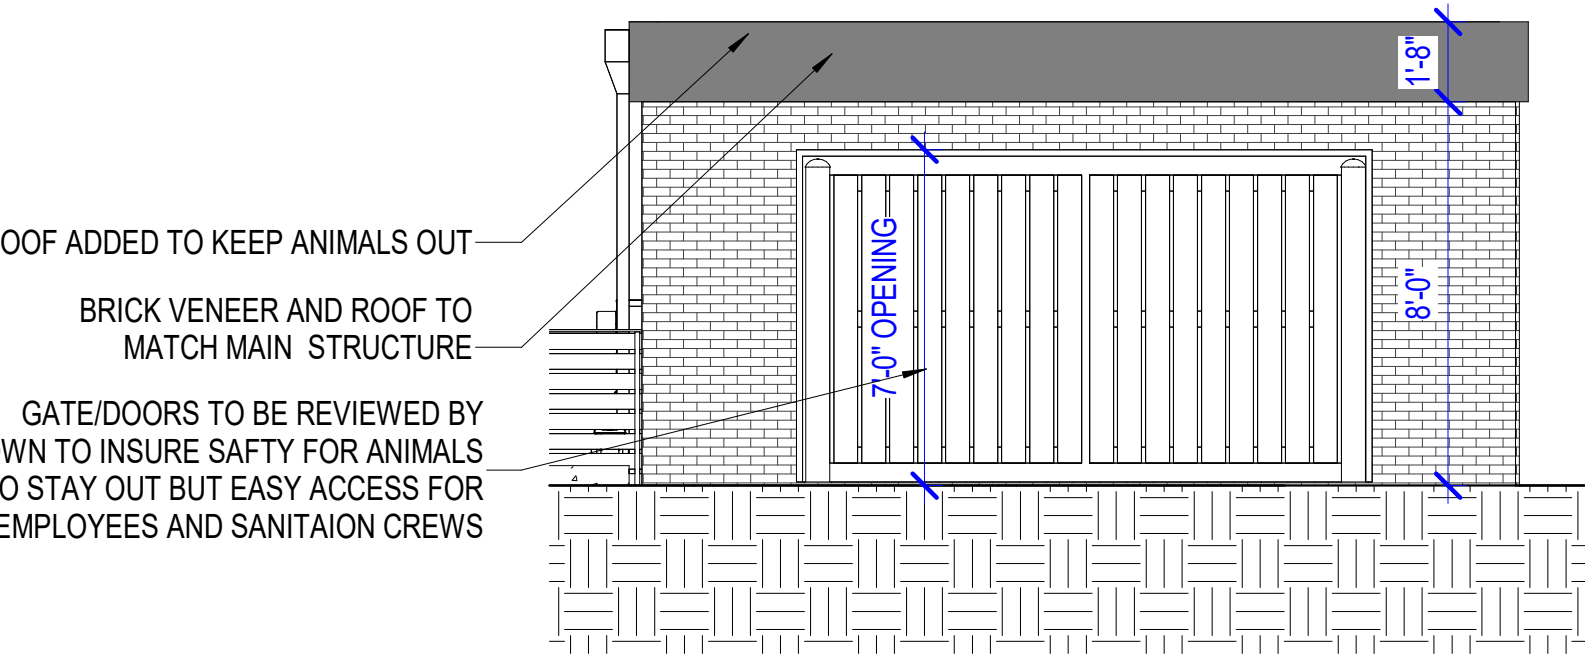 OOF ADDED TO KEEP ANIMALS OUT
BRICK VENEER AND ROOF TO
MATCH MAIN STRUCTURE
GATE/DOORS TO BE REVIEWED BY
OWN TO INSURE SAFTY FOR ANIMALS
O STAY OUT BUT EASY ACCESS FOR
EMPLOYEES AND SANITAION CREWS
7'-0" OPENING
1'-8"
8'-0"